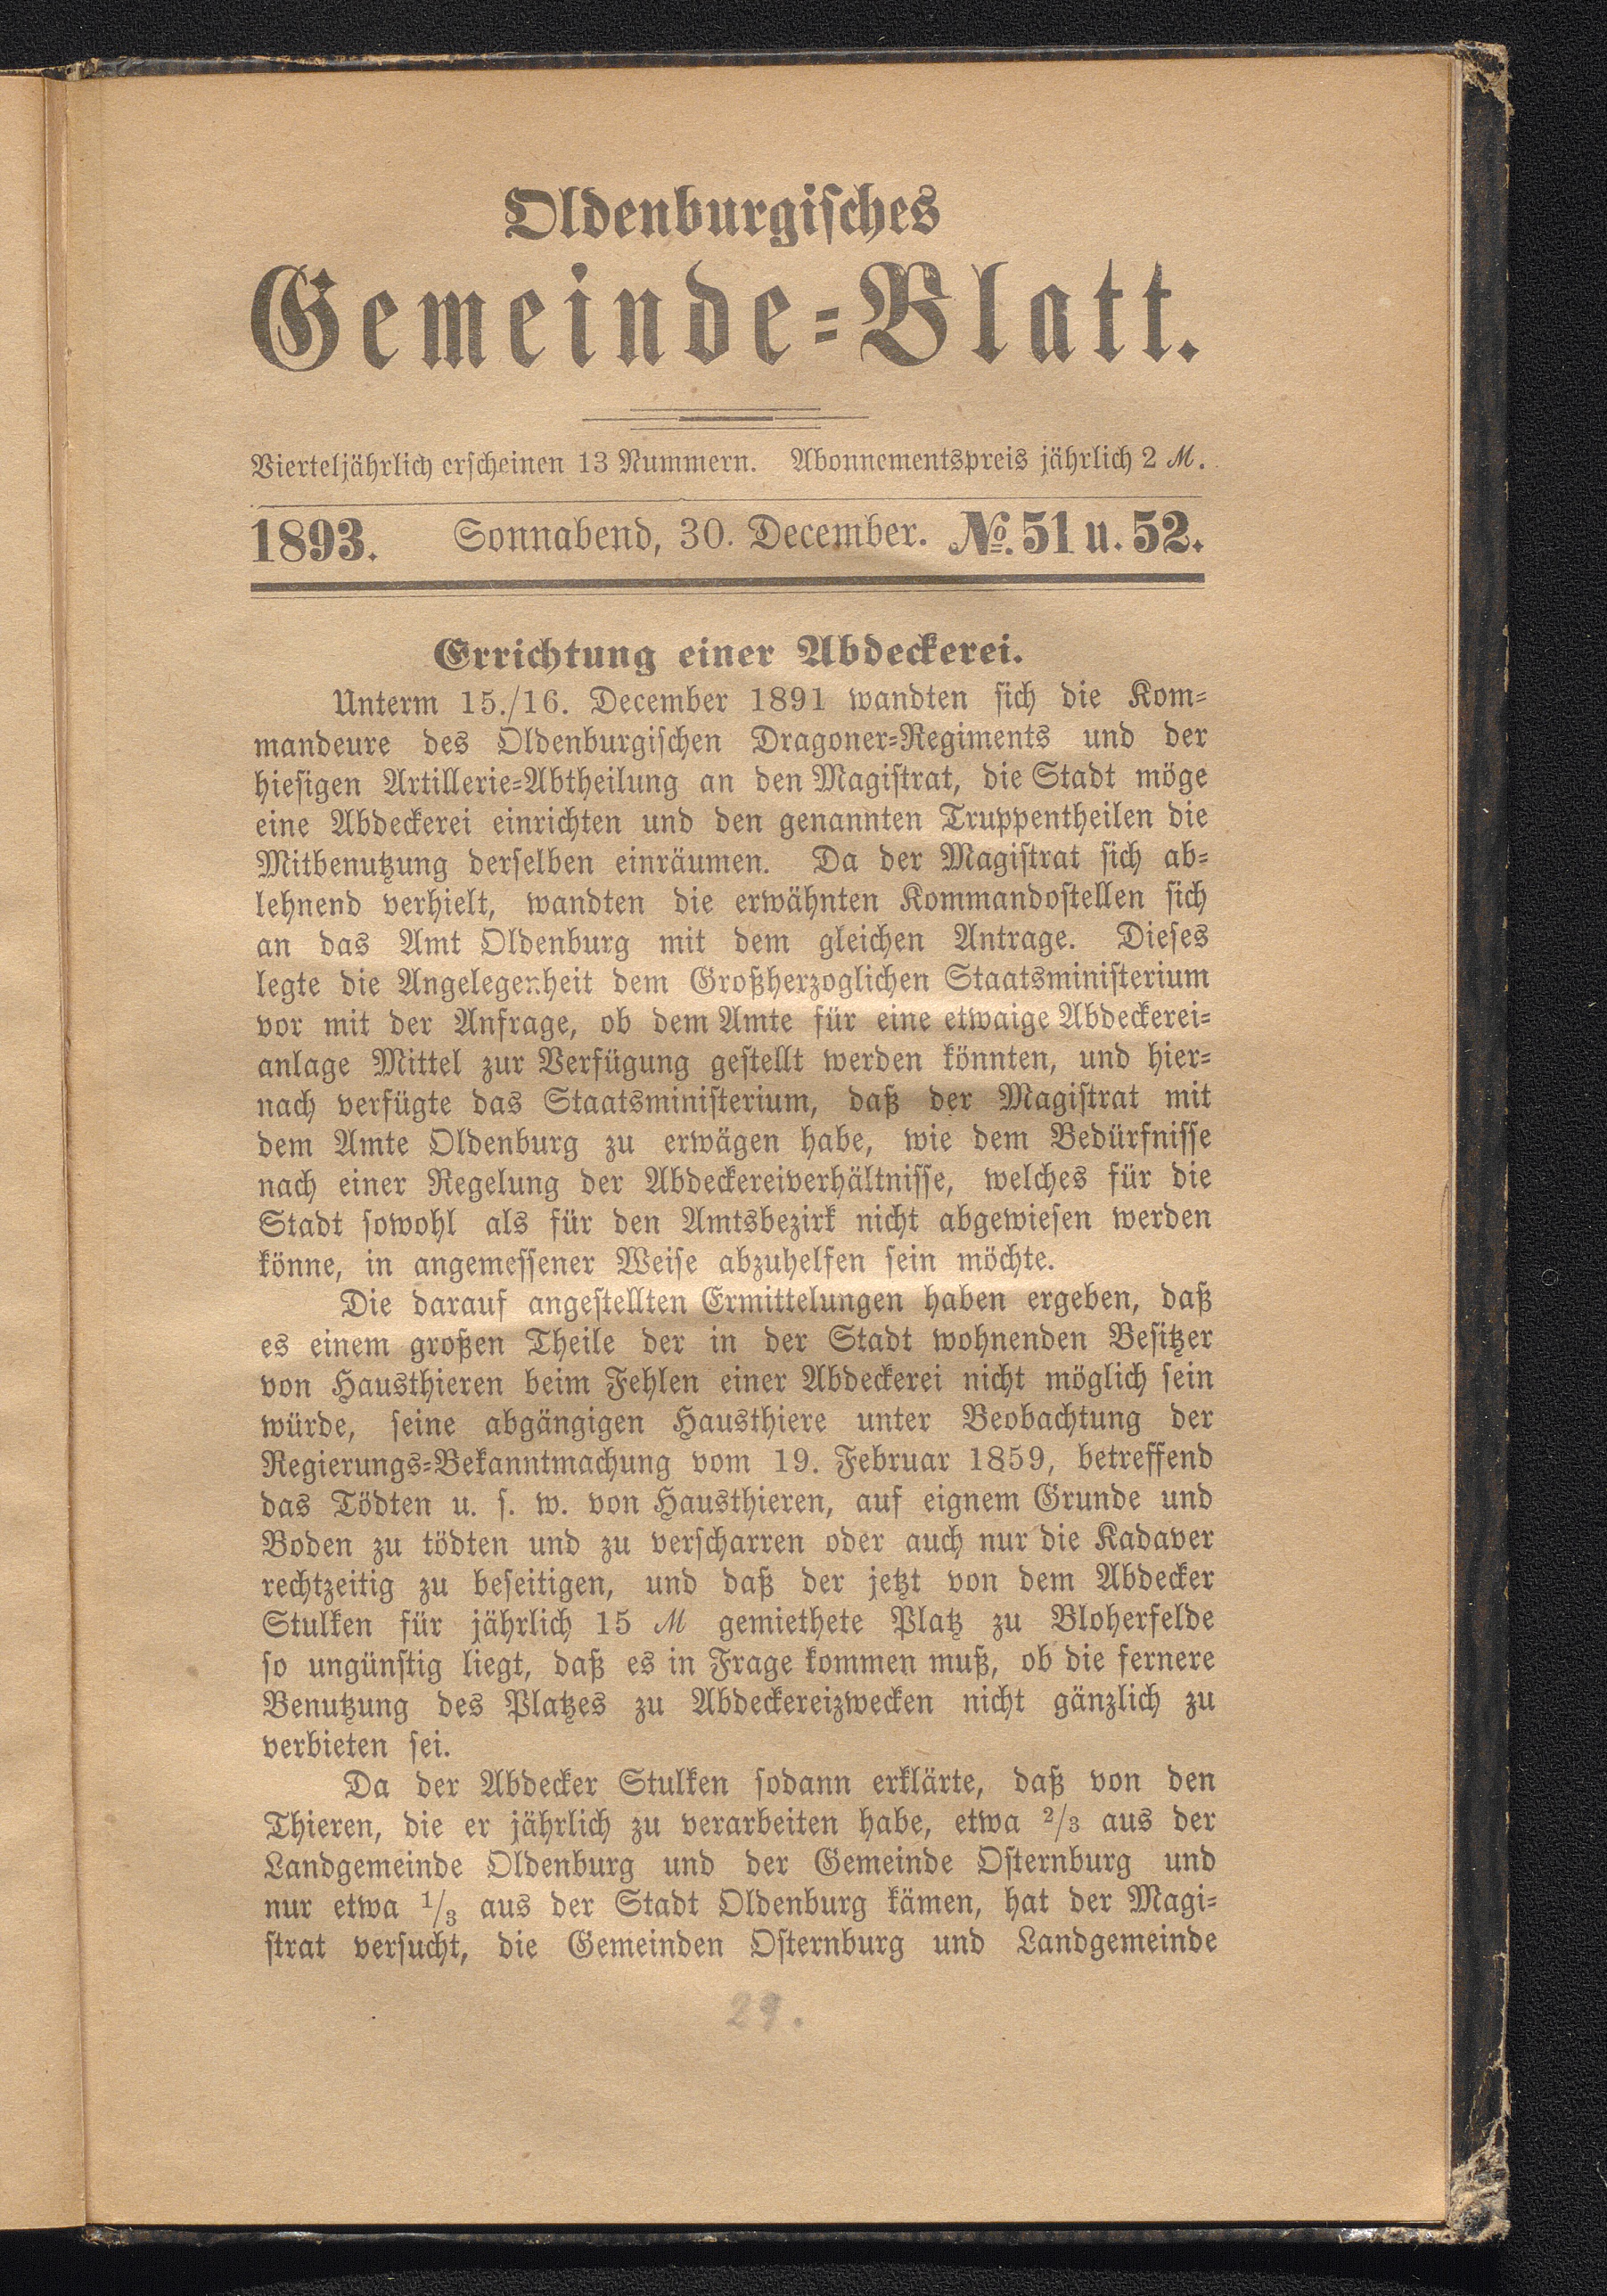 Oldenburgisches
Gemeinde-Blatt.
Vierteljährlich erscheinen 13 Nummern. Abonnementspreis jährlich 2 ℳ.
1893. Sonnabend, 30. December. №. 51 u. 52.
Errichtung einer Abdeckerei.
Unterm 15./16. December 1891 wandten sich die Kom-
mandeure des Oldenburgischen Dragoner-Regiments und der
hiesigen Artillerie-Abtheilung an den Magistrat, die Stadt möge
eine Abdeckerei einrichten und den genannten Truppentheilen die
Mitbenutzung derselben einräumen. Da der Magistrat sich ab-
lehnend verhielt, wandten die erwähnten Kommandostellen sich
an das Amt Oldenburg mit dem gleichen Antrage. Dieses
legte die Angelegenheit dem Großherzoglichen Staatsministerium
vor mit der Anfrage, ob dem Amte für eine etwaige Abdeckerei-
anlage Mittel zur Verfügung gestellt werden könnten, und hier-
nach verfügte das Staatsministerium, daß der Magistrat mit
dem Amte Oldenburg zu erwägen habe, wie dem Bedürfnisse
nach einer Regelung der Abdeckereiverhältnisse, welches für die
Stadt sowohl als für den Amtsbezirk nicht abgewiesen werden
könne, in angemessener Weise abzuhelfen sein möchte.
Die darauf angestellten Ermittelungen haben ergeben, daß
es einem großen Theile der in der Stadt wohnenden Besitzer
von Hausthieren beim Fehlen einer Abdeckerei nicht möglich sein
würde, seine abgängigen Hausthiere unter Beobachtung der
Regierungs-Bekanntmachung vom 19. Februar 1859, betreffend
das Tödten u. s. w. von Hausthieren, auf eignem Grunde und
Boden zu tödten und zu verscharren oder auch nur die Kadaver
rechtzeitig zu beseitigen, und daß der jetzt von dem Abdecker
Stulken für jährlich 15 ℳ gemiethete Platz zu Bloherfelde
so ungünstig liegt, daß es in Frage kommen muß, ob die fernere
Benutzung des Platzes zu Abdeckereizwecken nicht gänzlich zu
verbieten sei.
Da der Abdecker Stulken sodann erklärte, daß von den
Thieren, die er jährlich zu verarbeiten habe, etwa 2/3 aus der
Landgemeinde Oldenburg und der Gemeinde Osternburg und
nur etwa 1/3 aus der Stadt Oldenburg kämen, hat der Magi-
strat versucht, die Gemeinden Osternburg und Landgemeinde
29.